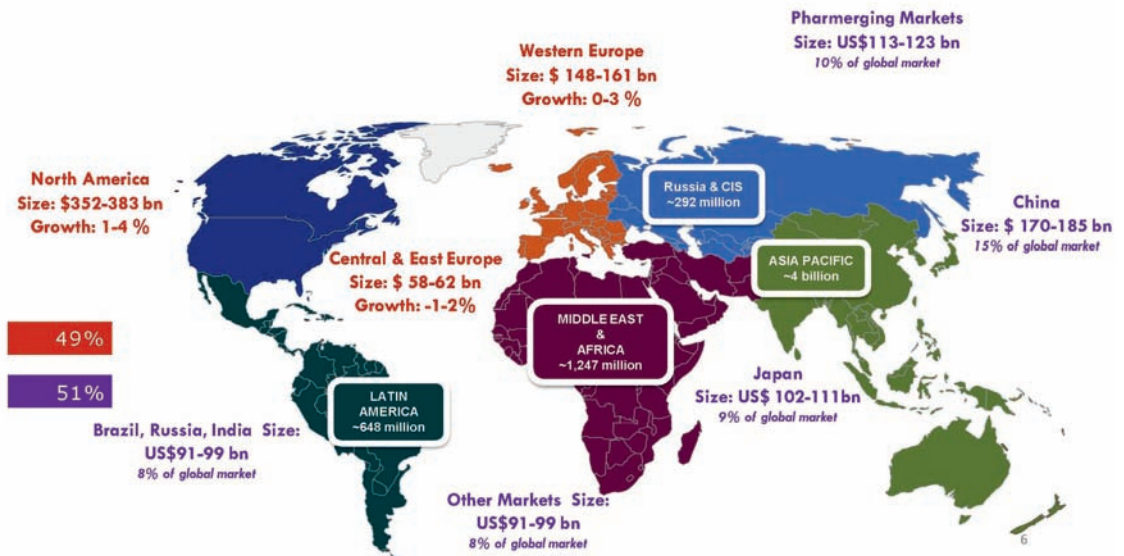 Pharmerging Markets
Size: US$113-123 bn
10% of global market
Western Europe
Size: $ 148-161 bn
Growth: 0-3 %
North America
Size: $352-383 bn
Growth: 1-4 %
Russia & CIS
~292 million
China
Size: $ 170-185 bn
15% of global market
Central & East Europe
Size: $ 58-62 bn
Growth: -1-2%
ASIA PACIFIC
~4 billion
MIDDLE EAST
&
AFRICA
~1,247 million
49%
51%
Japan
Size: US$ 102-111bn
9% of global market
LATIN
AMERICA
~648 million
Brazil, Russia, India Size:
US$91-99 bn
8% of global market
Other Markets Size:
US$91-99 bn
8% of global market
6